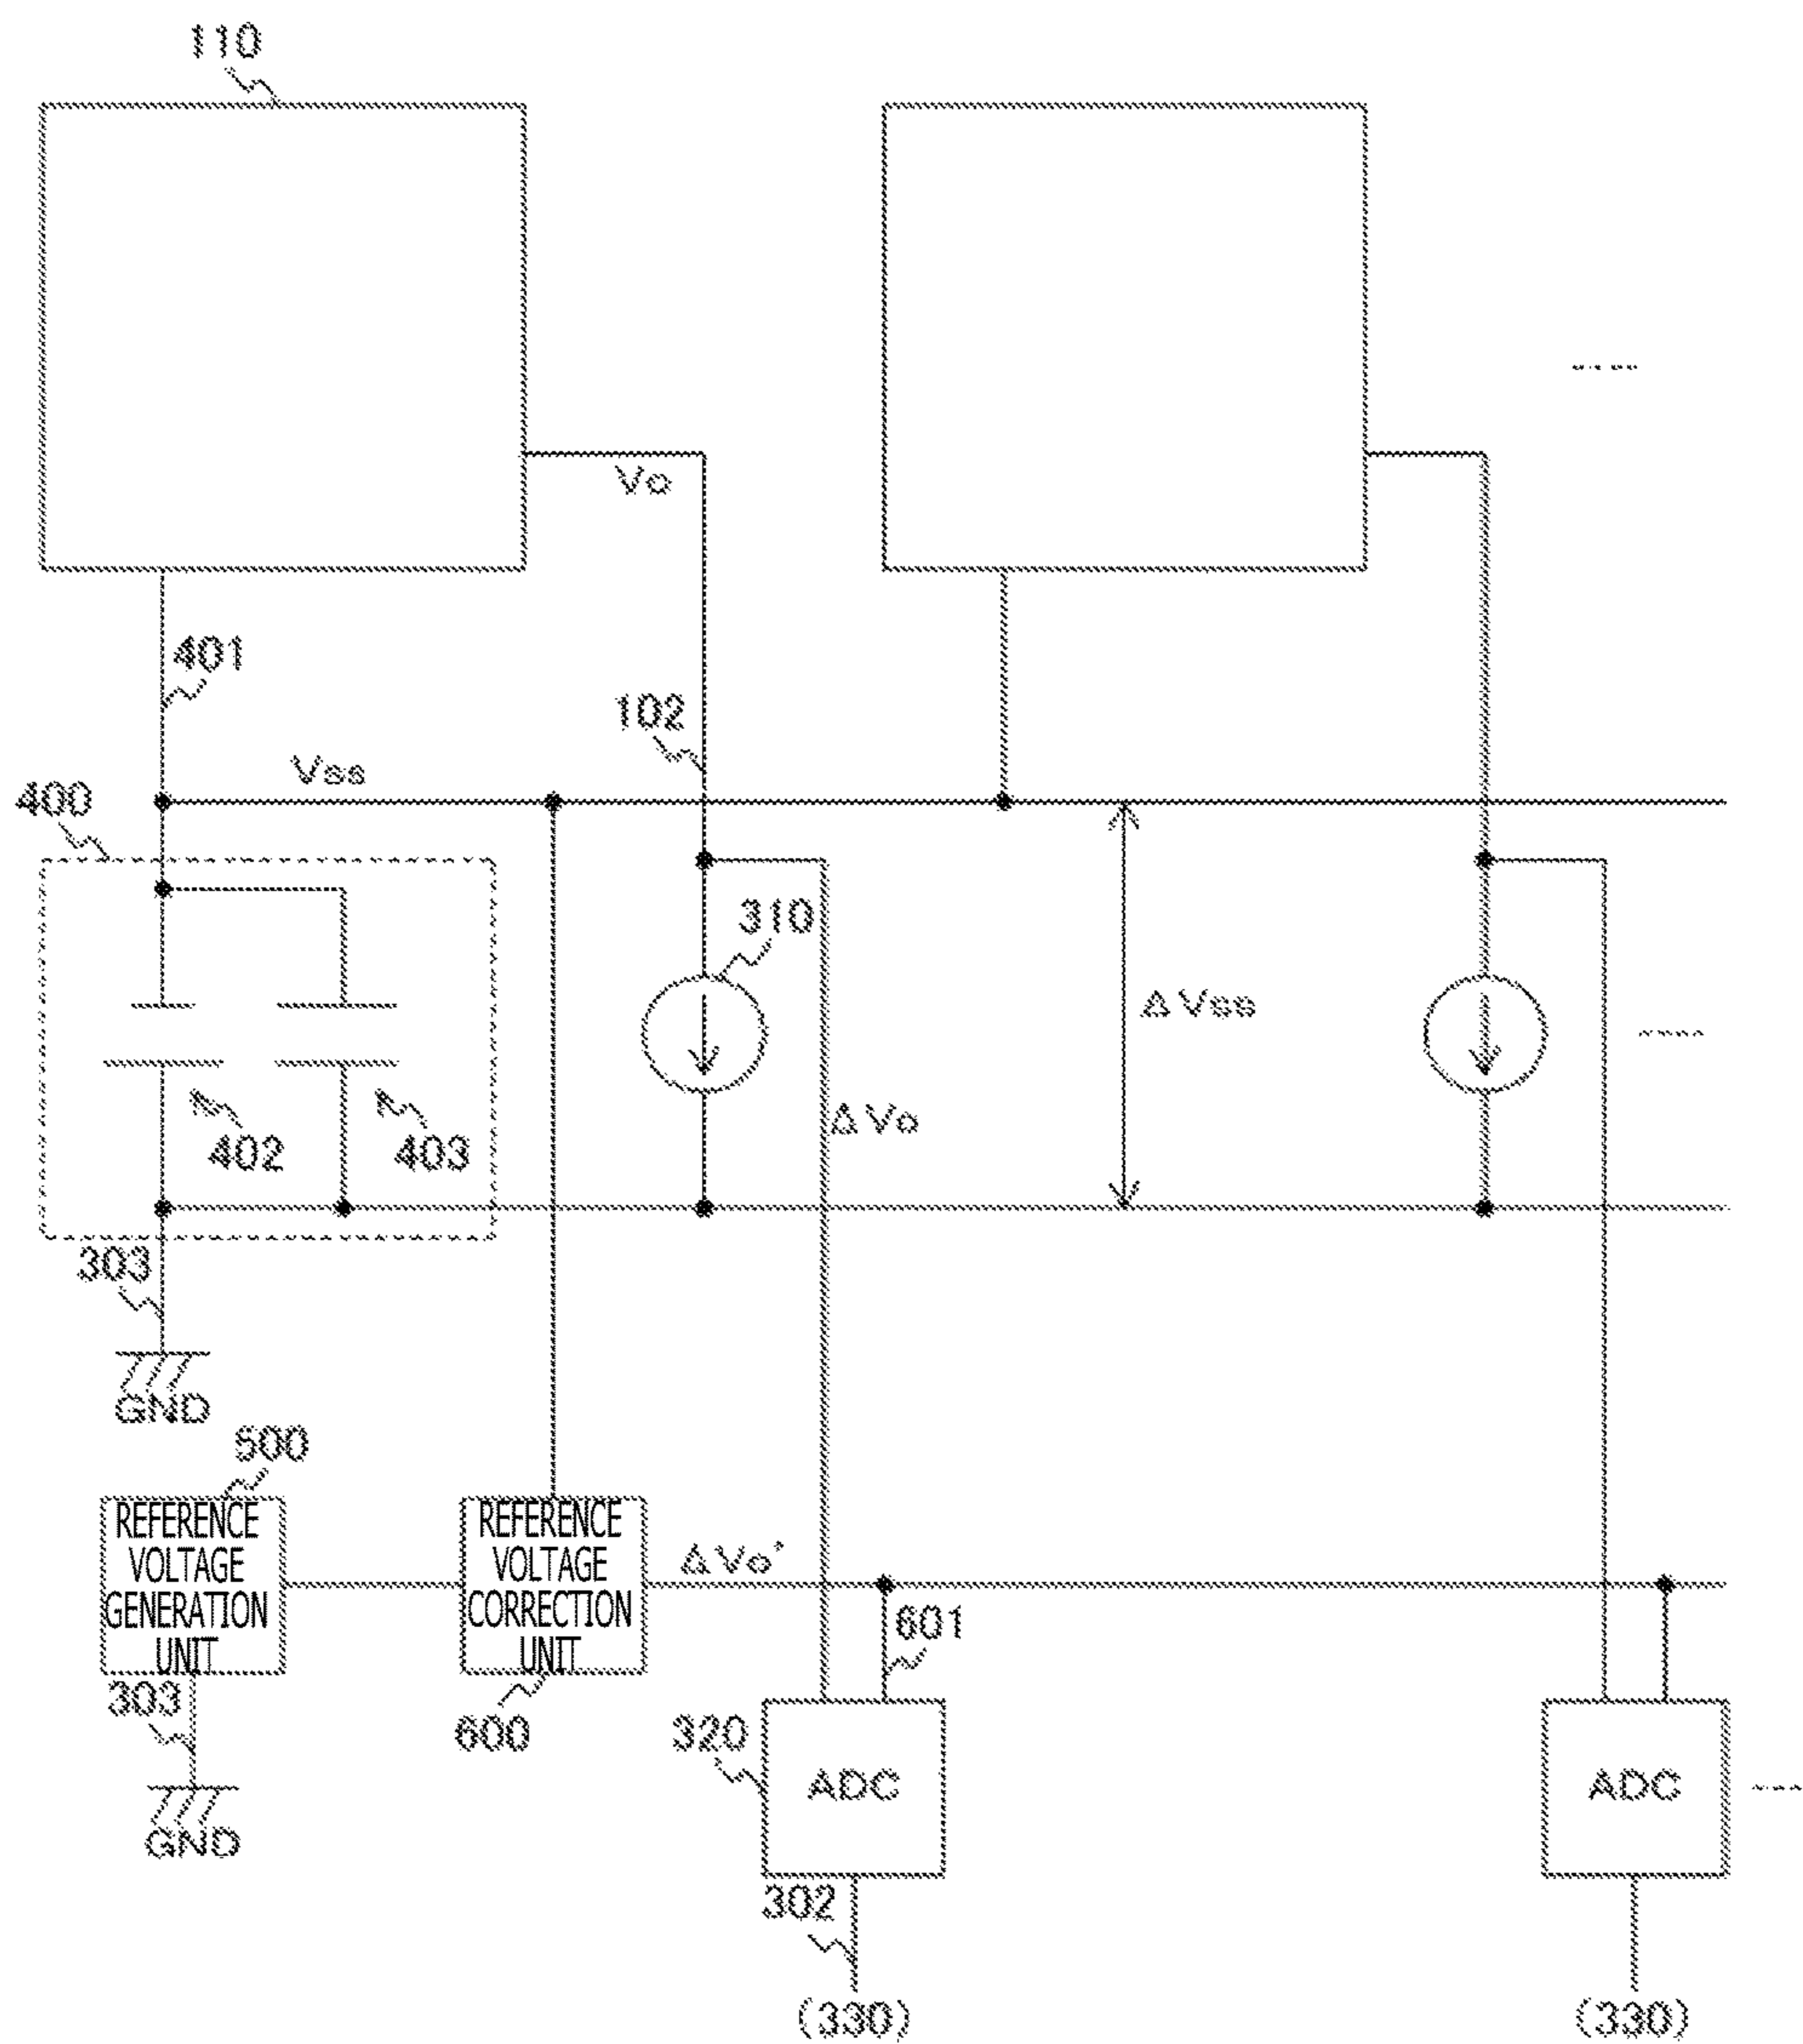 110
Vo
401
102
Vss
400
310
ΔVss
ΔVo
402
403
303
GND
500
REFERENCE
VOLTAGE
GENERATION
UNIT
REFERENCE
VOLTAGE
CORRECTION
UNIT
ΔVo'
601
303
600
320
ADC
ADC
GND
302
(330)
(330)